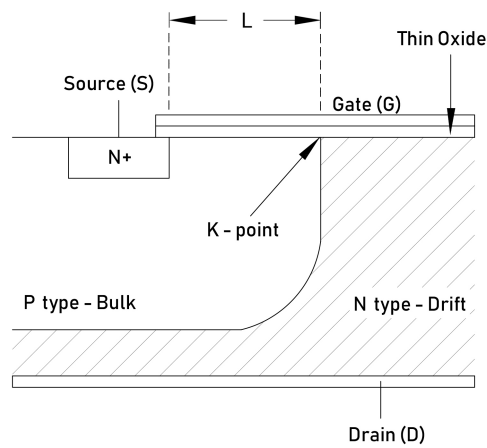 L
Thin Oxide
Source (S)
Gate (G)
N+
K - point
P type - Bulk
N type - Drift
Drain (D)